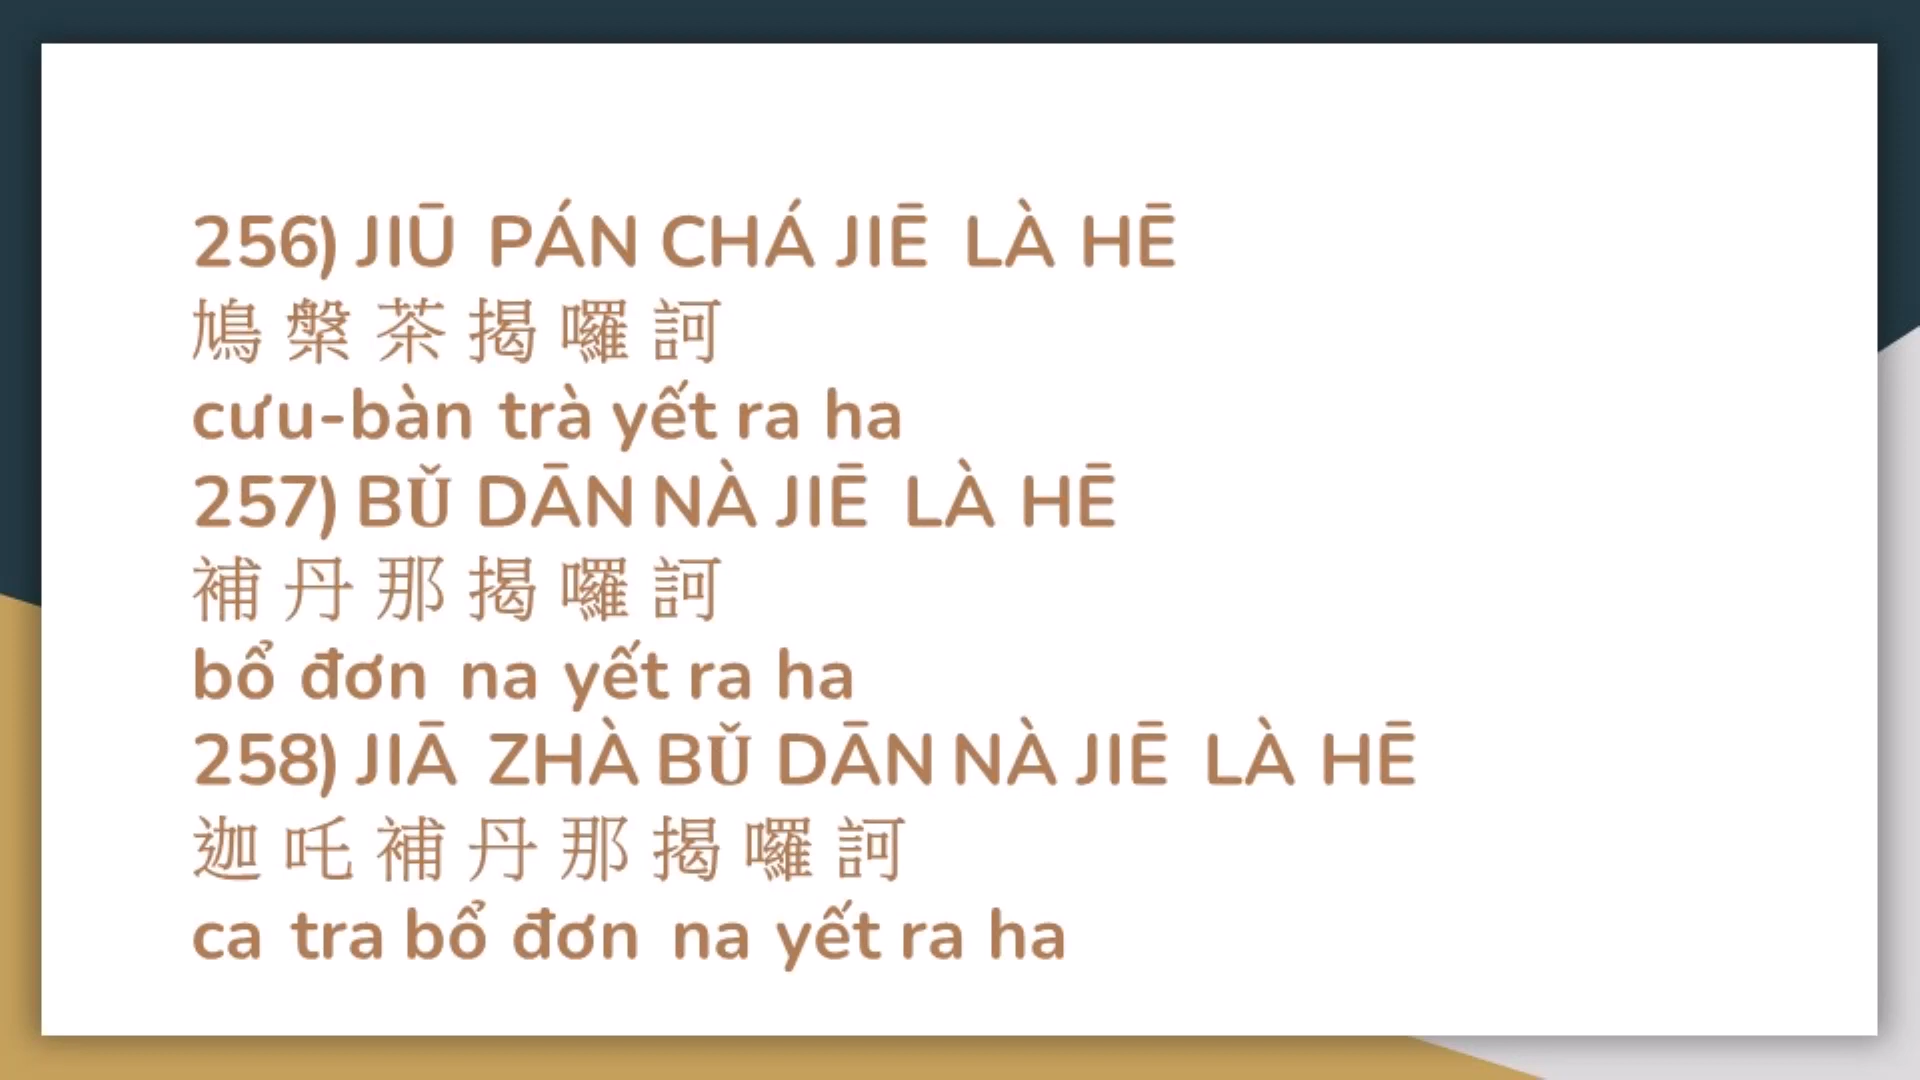 256) JIŪ PÁN CHÁ JIĒ LÀ HĒ
鳩 槃 茶 揭 囉 訶
cưu-bàn trà yết ra ha
257) BǓ DĀN NÀ JIĒ LÀ HĒ
補 丹 那 揭 囉 訶
bổ đơn na yết ra ha
258) JIĀ ZHÀ BǓ DĀN NÀ JIĒ LÀ HĒ
迦 吒 補 丹 那 揭 囉 訶
ca tra bổ đơn na yết ra ha